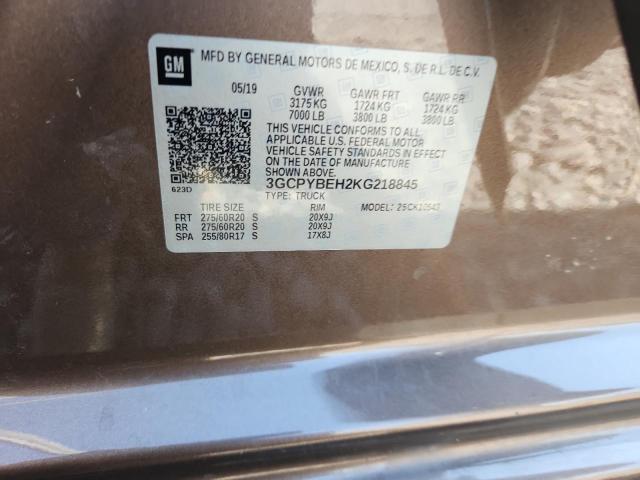 GM
MFD BY GENERAL MOTORS DE MEXICO, S. DE R.L. DE C.V.
05/19 GVWR GAWR FRT GAWR RR
3175 KG 1724 KG 1724 KG
7000 LB 3800 LB 3800 LB
THIS VEHICLE CONFORMS TO ALL
APPLICABLE U.S. FEDERAL MOTOR
VEHICLE SAFETY STANDARDS IN EFFECT
ON THE DATE OF MANUFACTURE
SHOWN ABOVE.
3GCPYBEH2KG218845
623D
TYPE: TRUCK
TIRE SIZE RIM MODEL:
FRT 275/60R20 S 20X9J
RR 275/60R20 S 20X9J
SPA 255/80R17 S 17X8J